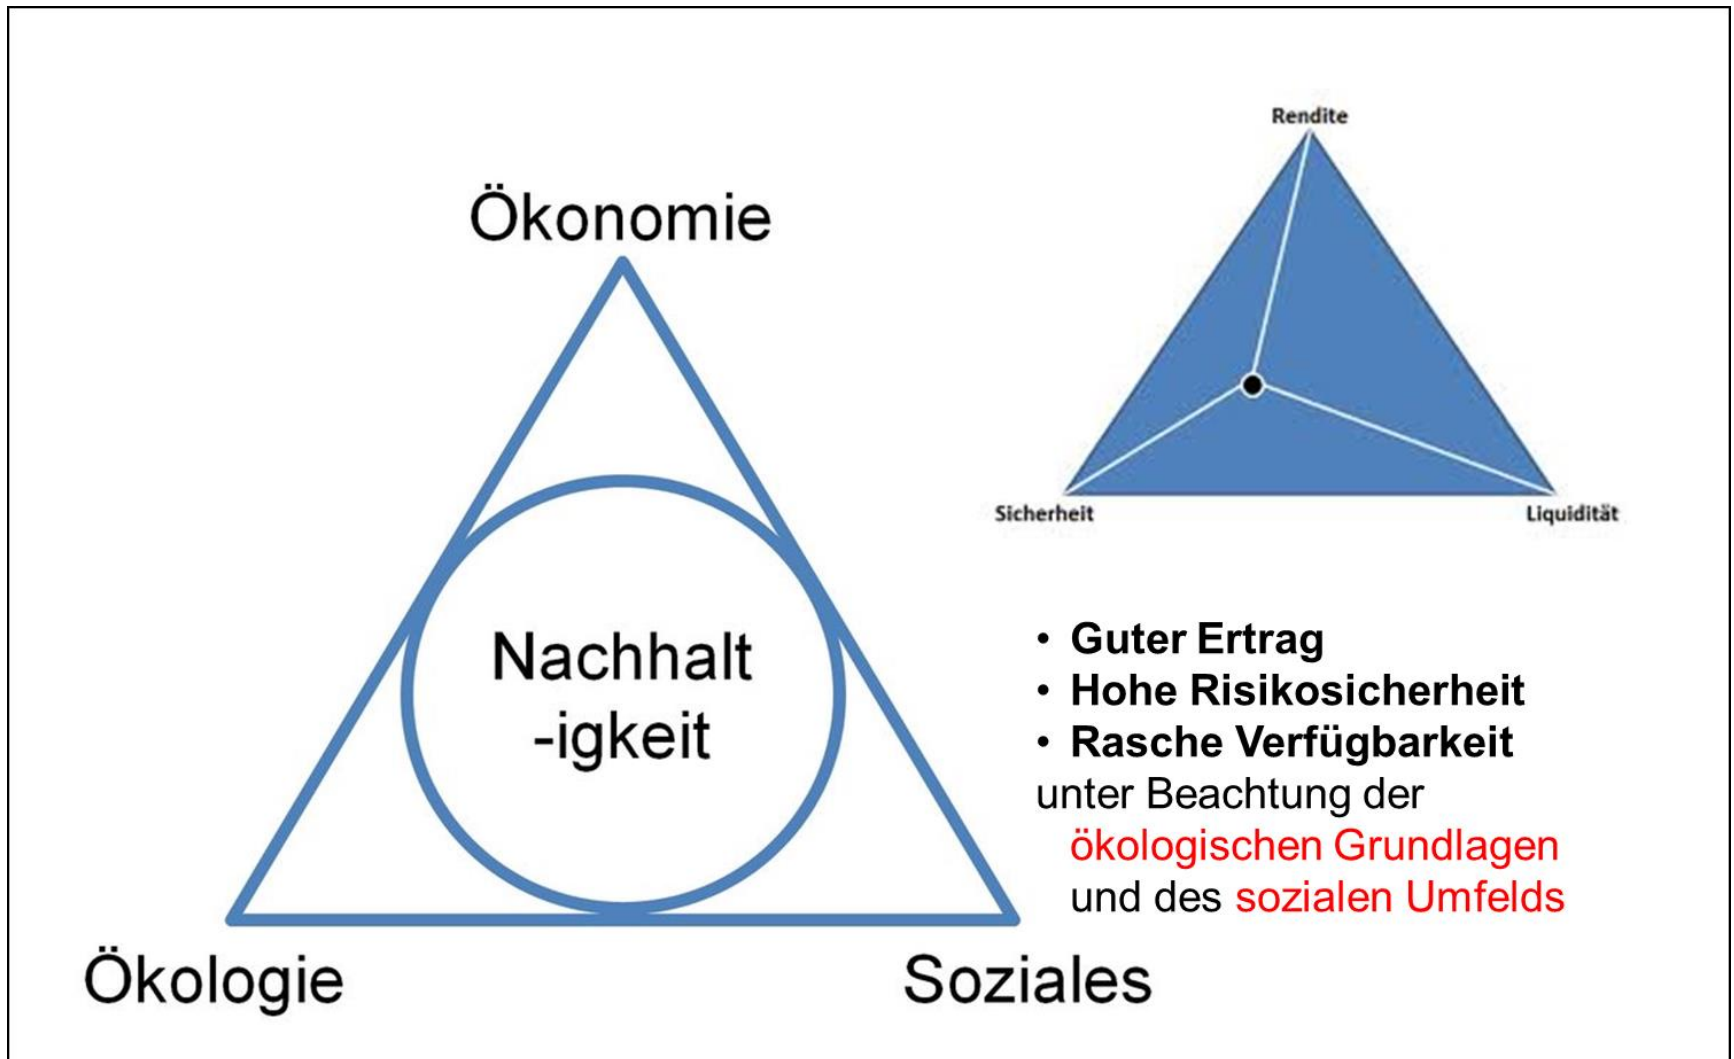 Ökonomie
Nachhalt
-igkeit
Ökologie
Soziales
Rendite
Sicherheit
Liquidität
• Guter Ertrag
• Hohe Risikosicherheit
• Rasche Verfügbarkeit
unter Beachtung der
ökologischen Grundlagen
und des sozialen Umfelds